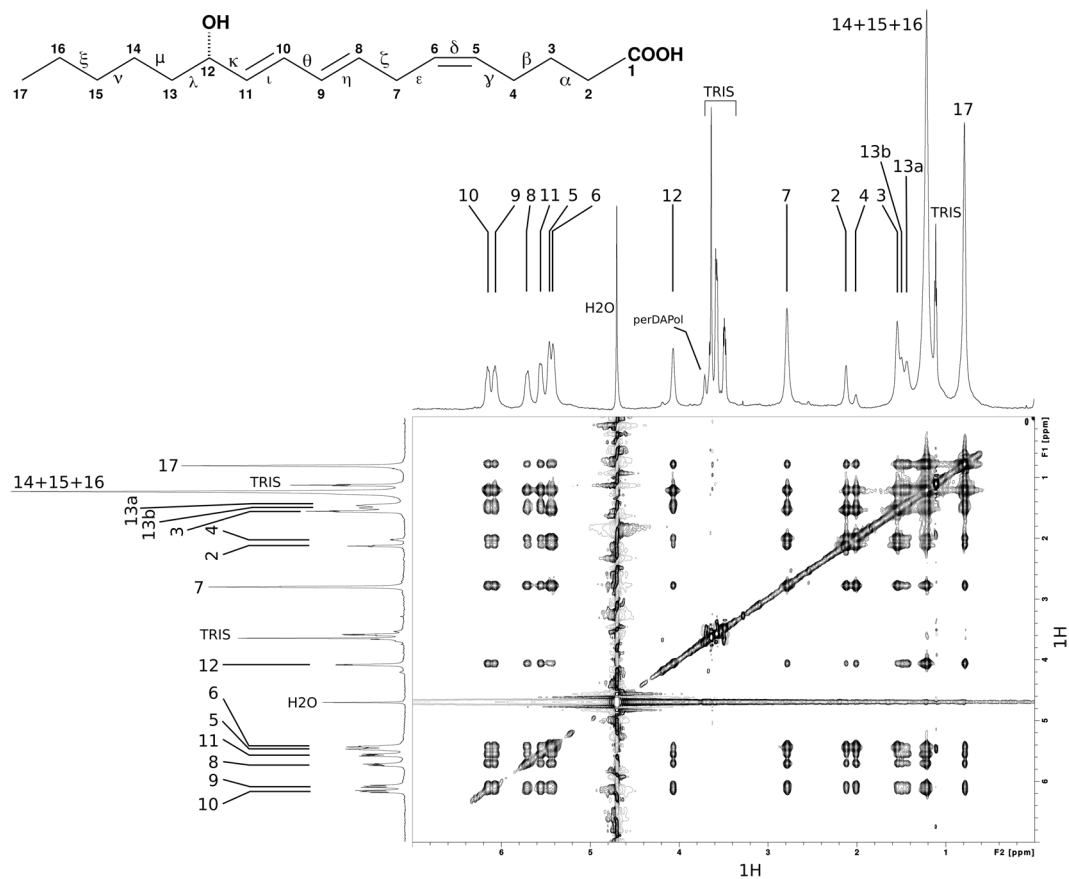 OH
16 ξ 14 μ κ 10 θ 8 ζ 6 δ 5 β 3 COOH
12 1
17 ν λ ι η ε γ α
15 13 11 9 7 4 2
14+15+16
TRIS
17
13b
13a
10 9 8 11 5 6 12 7 2 4 3 TRIS
H2O
perDAPol
17
14+15+16 TRIS
13a
13b
3
4
2
7
TRIS
12
6
H2O
5
11
8
9
10
F1 [ppm]
1
2
3
4
5
6
1H
6 5 4 3 2 1 F2 [ppm]
1H